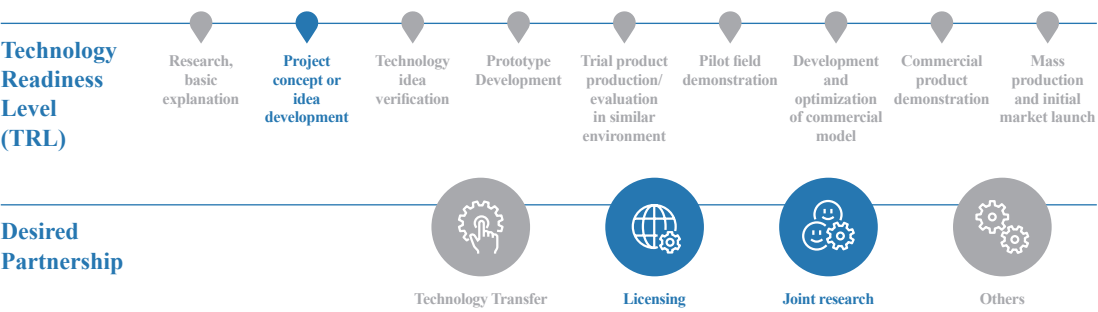 Technology
Readiness
Level
(TRL)
Research,
basic
explanation
Project
concept or
idea
development
Technology
idea
verification
Prototype
Development
Trial product
production/
evaluation
in similar
environment
Pilot field
demonstration
Development
and
optimization
of commercial
model
Commercial
product
demonstration
Mass
production
and initial
market launch
Desired
Partnership
Technology Transfer
Licensing
Joint research
Others